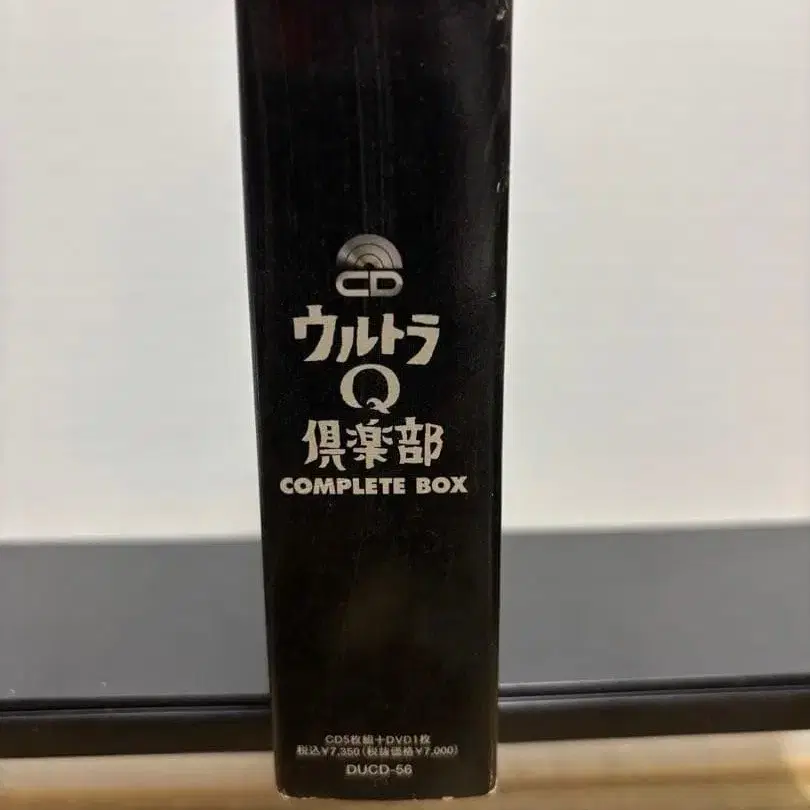 CD
ウルトラ
Q
倶楽部
COMPLETE BOX
CD5枚組+DVD1枚
税込¥7,350(税抜価格¥7,000)
DUCD-56